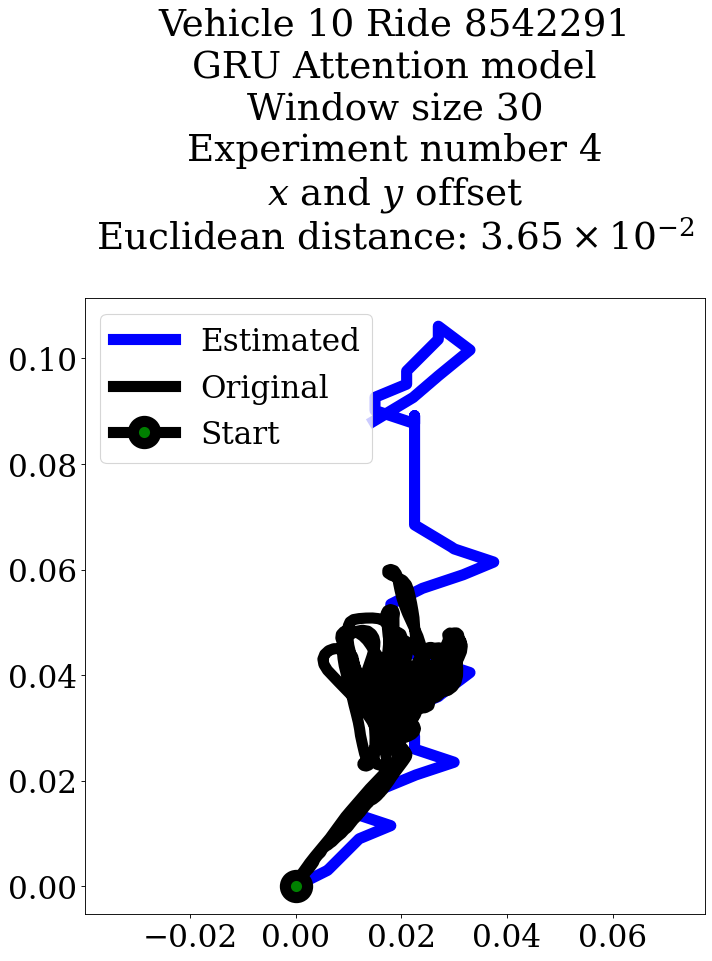 Vehicle 10 Ride 8542291
GRU Attention model
Window size 30
Experiment number 4
x and y offset
Euclidean distance: 3.65 × 10⁻²
Estimated
Original
Start
0.10
0.08
0.06
0.04
0.02
0.00
−0.02 0.00 0.02 0.04 0.06